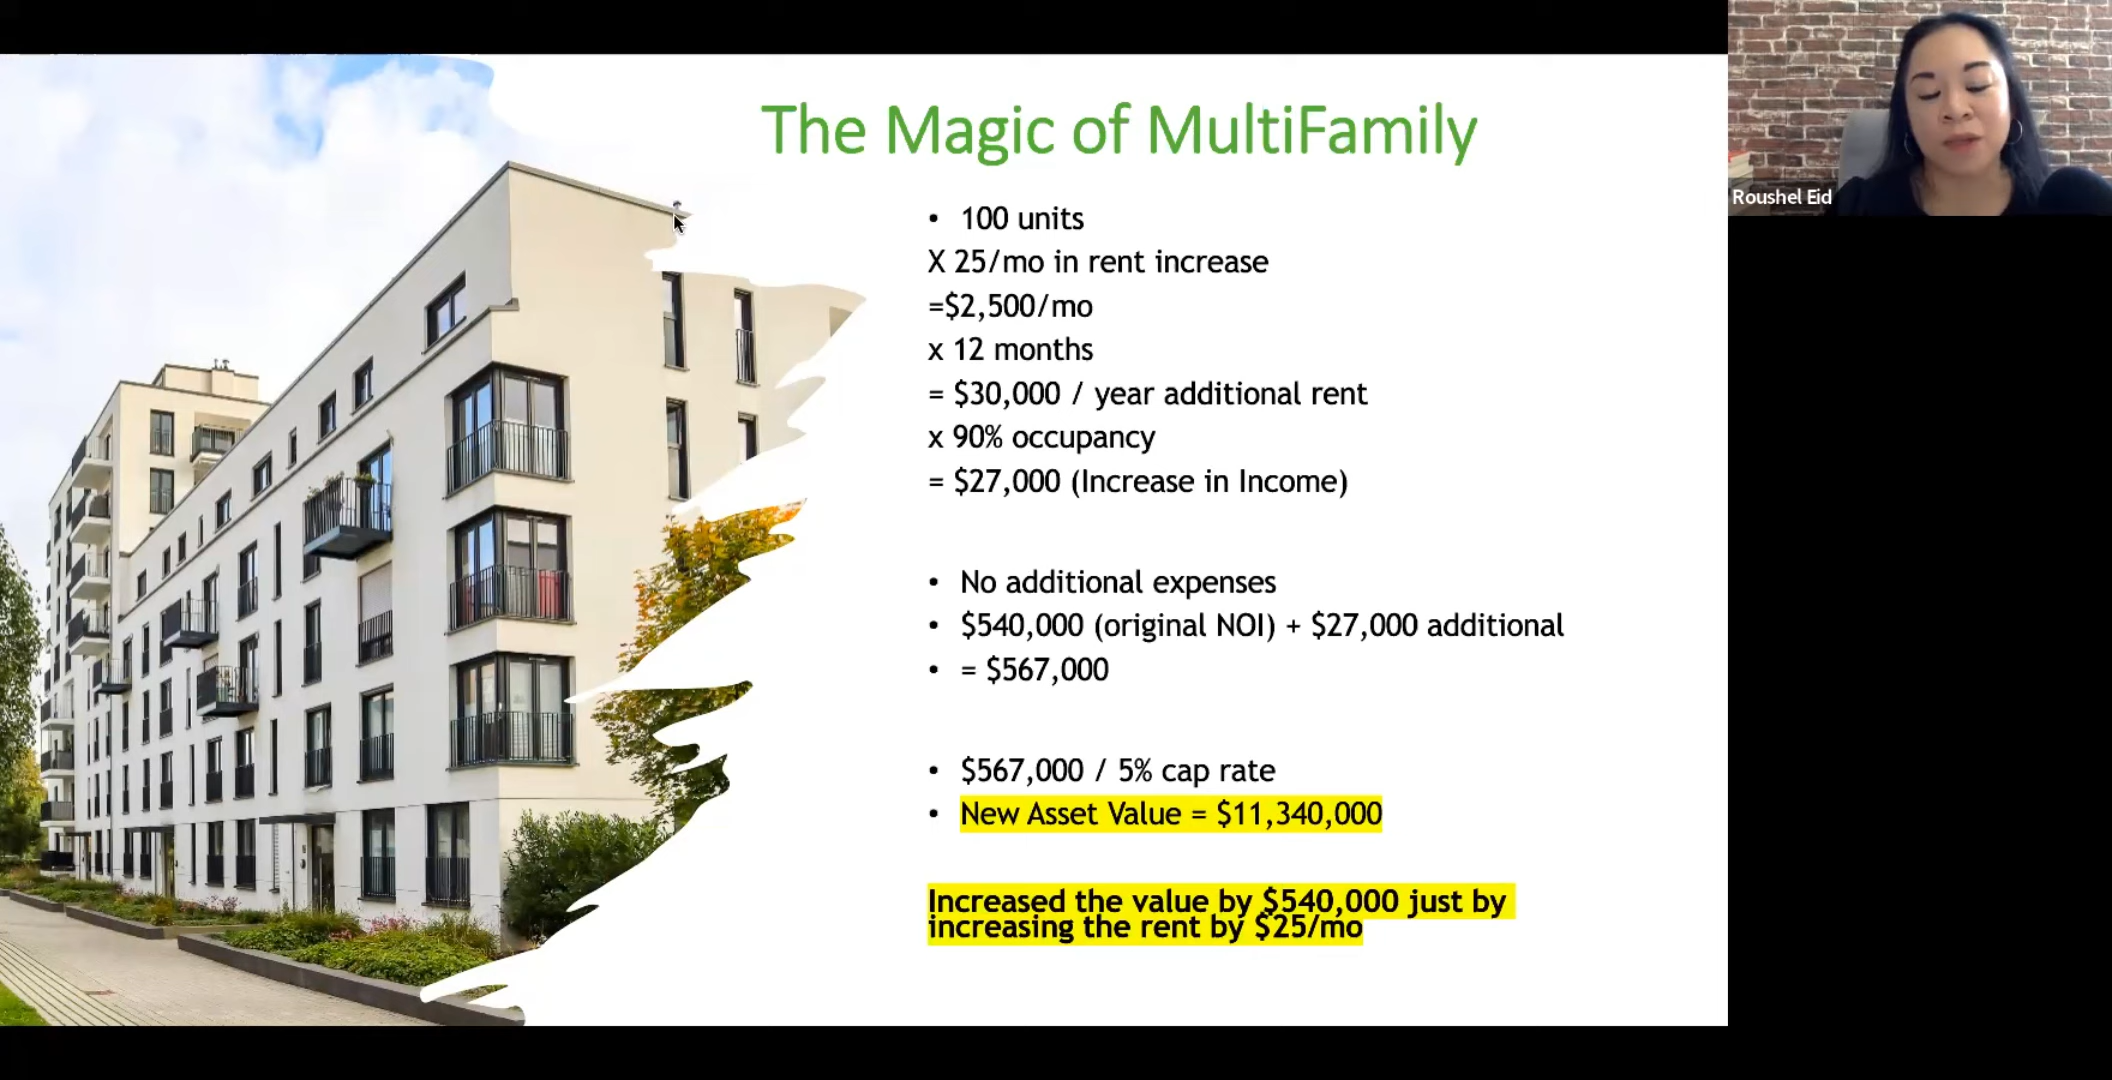 The Magic of MultiFamily
Roushel Eid
• 100 units
X 25/mo in rent increase
=$2,500/mo
x 12 months
= $30,000 / year additional rent
x 90% occupancy
= $27,000 (Increase in Income)
• No additional expenses
• $540,000 (original NOI) + $27,000 additional
• = $567,000
• $567,000 / 5% cap rate
• New Asset Value = $11,340,000
Increased the value by $540,000 just by
increasing the rent by $25/mo